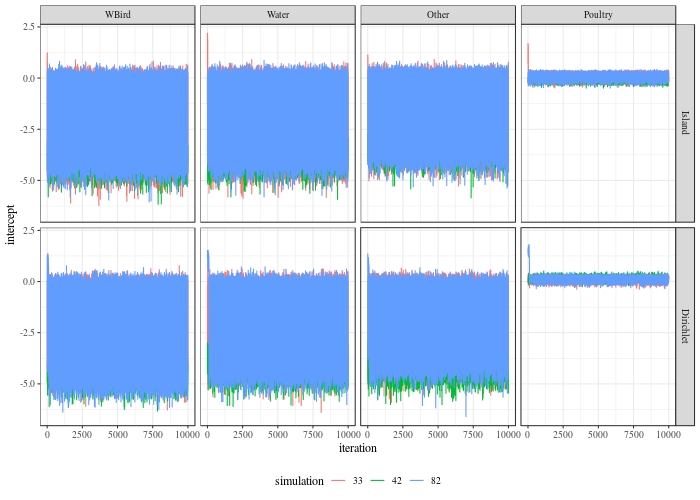 WBird Water Other Poultry
2.5
0.0
-2.5
-5.0
Island
intercept
2.5
0.0
-2.5
-5.0
Dirichlet
0 2500 5000 7500 10000 0 2500 5000 7500 10000 0 2500 5000 7500 10000 0 2500 5000 7500 10000
iteration
simulation 33 42 82